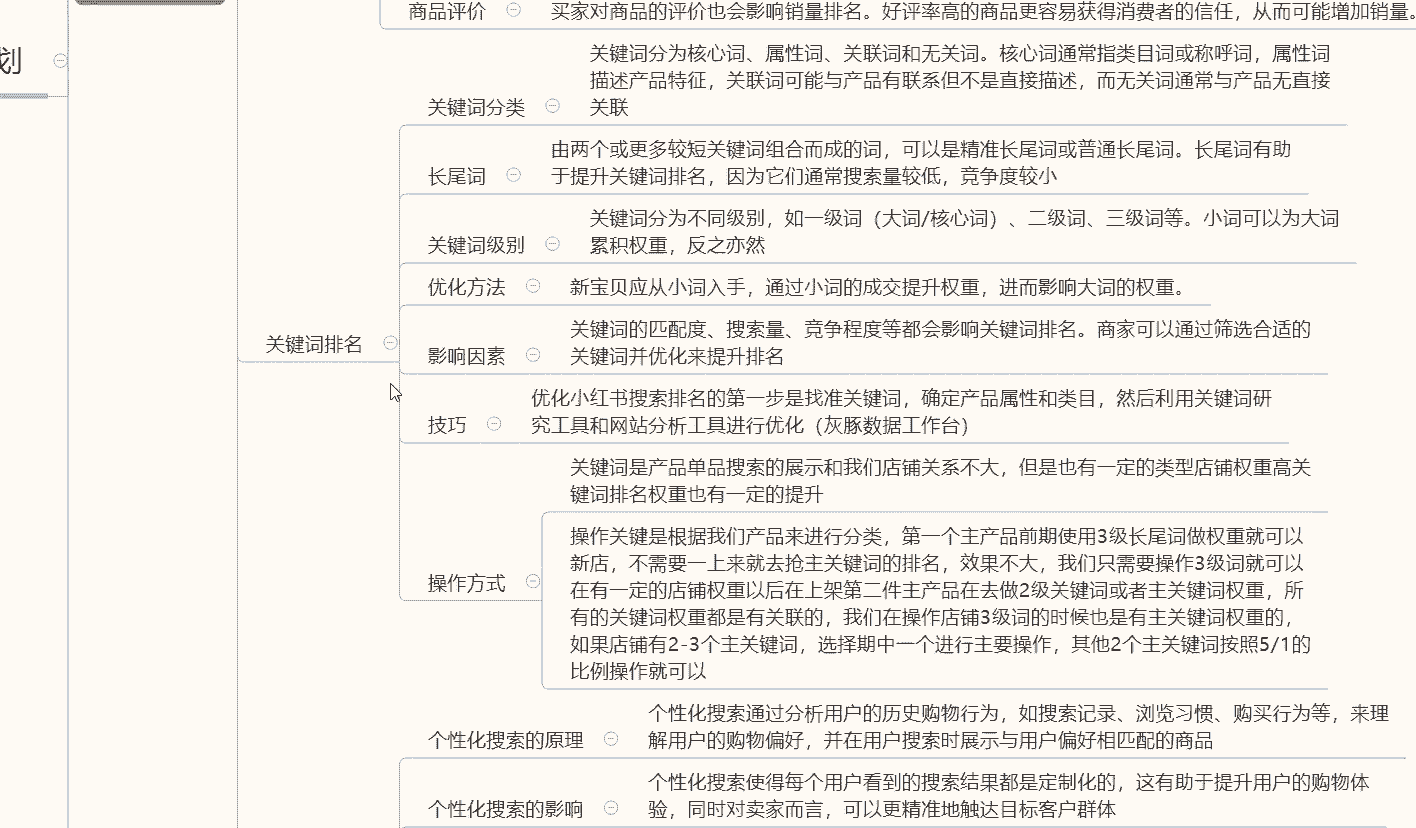 商品评价
买家对商品的评价也会影响销量排名。好评率高的商品更容易获得消费者的信任，从而可能增加销量。
划
关键词分为核心词、属性词、关联词和无关词。核心词通常指类目词或称呼词，属性词
描述产品特征，关联词可能与产品有联系但不是直接描述，而无关词通常与产品无直接
关键词分类
关联
由两个或更多较短关键词组合而成的词，可以是精准长尾词或普通长尾词。长尾词有助
长尾词
于提升关键词排名，因为它们通常搜索量较低，竞争度较小
关键词分为不同级别，如一级词（大词/核心词）、二级词、三级词等。小词可以为大词
关键词级别
累积权重，反之亦然
优化方法
新宝贝应从小词入手，通过小词的成交提升权重，进而影响大词的权重。
关键词排名
关键词的匹配度、搜索量、竞争程度等都会影响关键词排名。商家可以通过筛选合适的
影响因素
关键词并优化来提升排名
优化小红书搜索排名的第一步是找准关键词，确定产品属性和类目，然后利用关键词研
技巧
究工具和网站分析工具进行优化（灰豚数据工作台）
关键词是产品单品搜索的展示和我们店铺关系不大，但是也有一定的类型店铺权重高关
键词排名权重也有一定的提升
操作方式
操作关键是根据我们产品来进行分类，第一个主产品前期使用3级长尾词做权重就可以
新店，不需要一上来就去抢主关键词的排名，效果不大，我们只需要操作3级词就可以
在有一定的店铺权重以后在上架第二件主产品在去做2级关键词或者主关键词权重，所
有的关键词权重都是有关联的，我们在操作店铺3级词的时候也是有主关键词权重的，
如果店铺有2-3个主关键词，选择期中一个进行主要操作，其他2个主关键词按照5/1的
比例操作就可以
个性化搜索通过分析用户的历史购物行为，如搜索记录、浏览习惯、购买行为等，来理
个性化搜索的原理
解用户的购物偏好，并在用户搜索时展示与用户偏好相匹配的商品
个性化搜索使得每个用户看到的搜索结果都是定制化的，这有助于提升用户的购物体
个性化搜索的影响
验，同时对卖家而言，可以更精准地触达目标客户群体